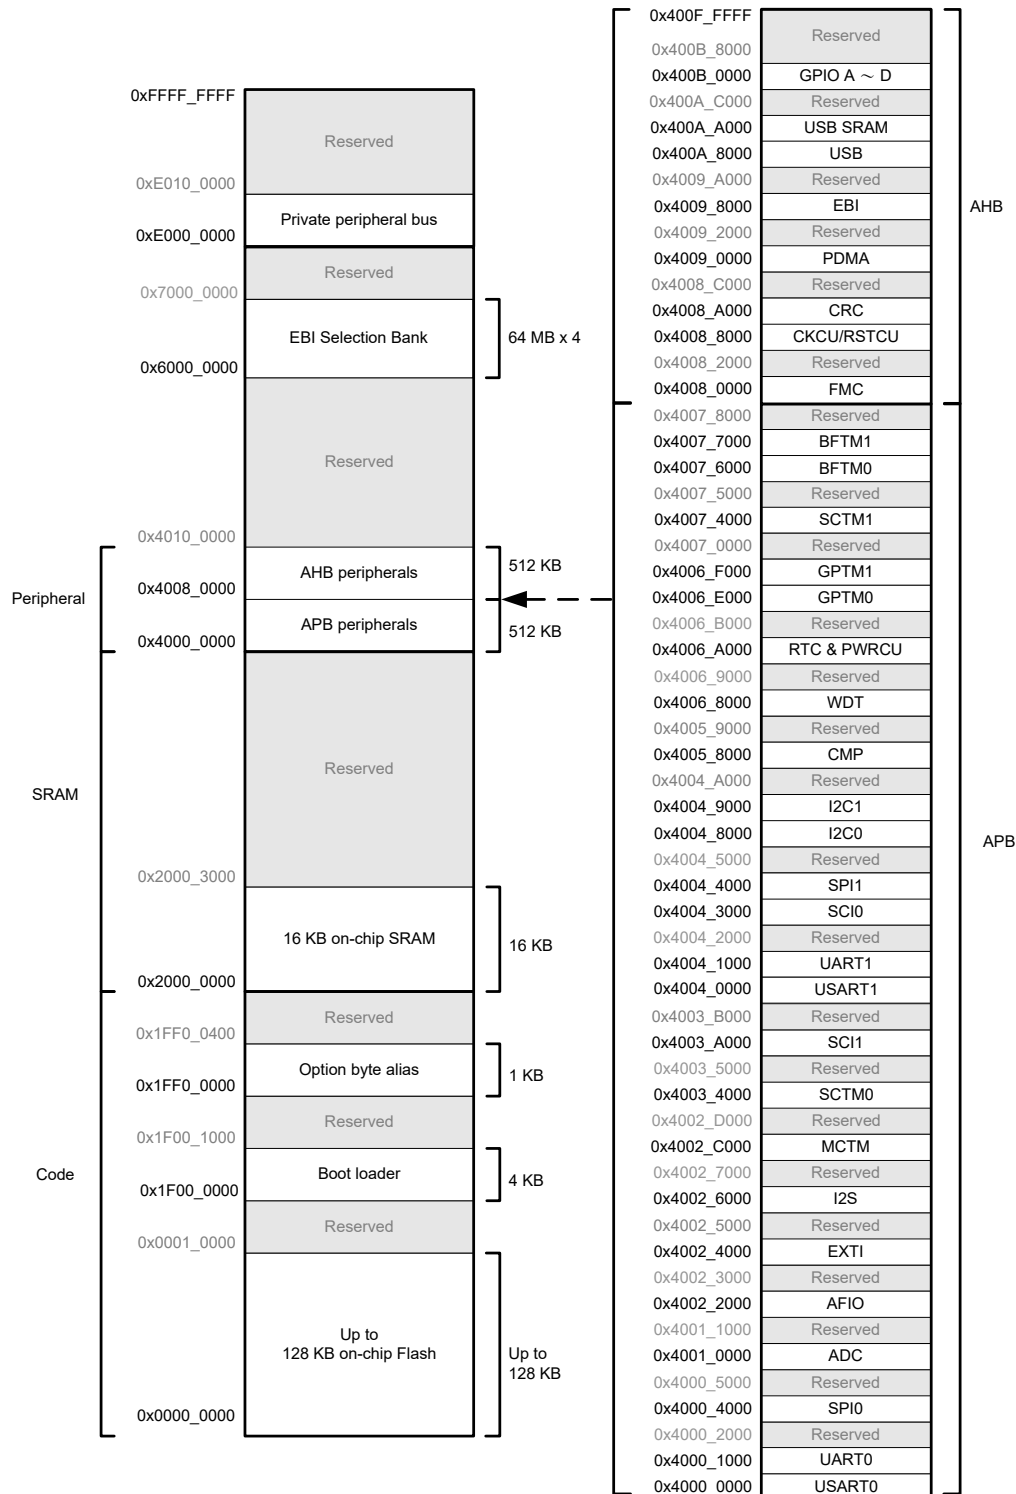 0xFFFF_FFFF
Reserved
0xE010_0000
Private peripheral bus
0xE000_0000
Reserved
0x7000_0000
EBI Selection Bank
64 MB x 4
0x6000_0000
Reserved
0x4010_0000
AHB peripherals
512 KB
0x4008_0000
Peripheral
APB peripherals
512 KB
0x4000_0000
Reserved
SRAM
0x2000_3000
16 KB on-chip SRAM
16 KB
0x2000_0000
Reserved
0x1FF0_0400
Option byte alias
1 KB
0x1FF0_0000
Reserved
0x1F00_1000
Code
Boot loader
4 KB
0x1F00_0000
Reserved
0x0001_0000
Up to
128 KB on-chip Flash
Up to
128 KB
0x0000_0000
0x400F_FFFF
Reserved
0x400B_8000
0x400B_0000 GPIO A ~ D
0x400A_C000 Reserved
0x400A_A000 USB SRAM
0x400A_8000 USB
0x4009_A000 Reserved
0x4009_8000 EBI
AHB
0x4009_2000 Reserved
0x4009_0000 PDMA
0x4008_C000 Reserved
0x4008_A000 CRC
0x4008_8000 CKCU/RSTCU
0x4008_2000 Reserved
0x4008_0000 FMC
0x4007_8000 Reserved
0x4007_7000 BFTM1
0x4007_6000 BFTM0
0x4007_5000 Reserved
0x4007_4000 SCTM1
0x4007_0000 Reserved
0x4006_F000 GPTM1
0x4006_E000 GPTM0
0x4006_B000 Reserved
0x4006_A000 RTC & PWRCU
0x4006_9000 Reserved
0x4006_8000 WDT
0x4005_9000 Reserved
0x4005_8000 CMP
0x4004_A000 Reserved
0x4004_9000 I2C1
0x4004_8000 I2C0
APB
0x4004_5000 Reserved
0x4004_4000 SPI1
0x4004_3000 SCI0
0x4004_2000 Reserved
0x4004_1000 UART1
0x4004_0000 USART1
0x4003_B000 Reserved
0x4003_A000 SCI1
0x4003_5000 Reserved
0x4003_4000 SCTM0
0x4002_D000 Reserved
0x4002_C000 MCTM
0x4002_7000 Reserved
0x4002_6000 I2S
0x4002_5000 Reserved
0x4002_4000 EXTI
0x4002_3000 Reserved
0x4002_2000 AFIO
0x4001_1000 Reserved
0x4001_0000 ADC
0x4000_5000 Reserved
0x4000_4000 SPI0
0x4000_2000 Reserved
0x4000_1000 UART0
0x4000_0000 USART0